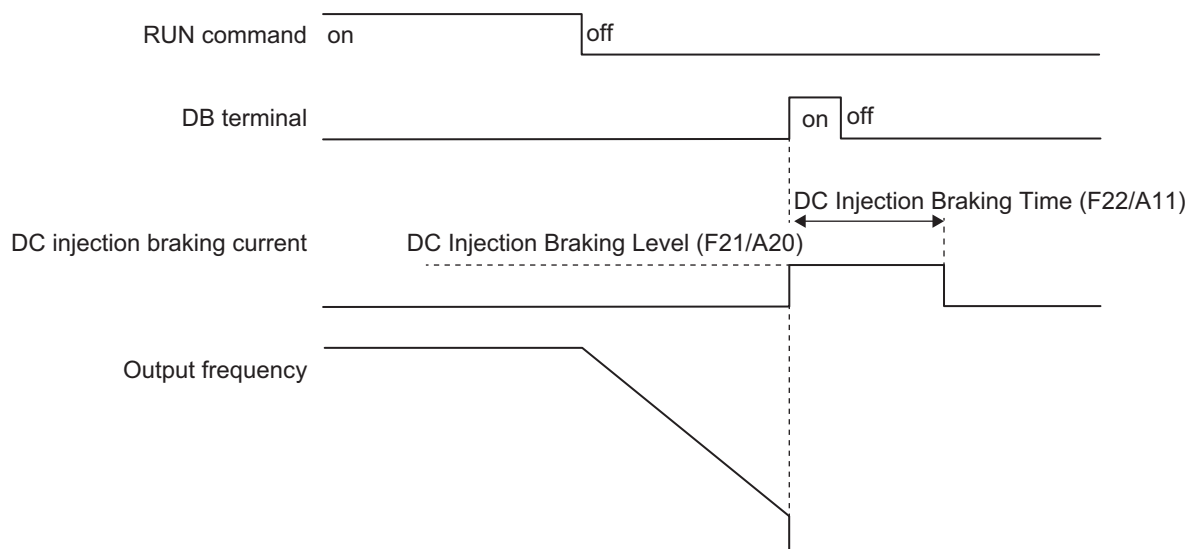 RUN command on off
DB terminal on off
DC Injection Braking Time (F22/A11)
DC injection braking current DC Injection Braking Level (F21/A20)
Output frequency